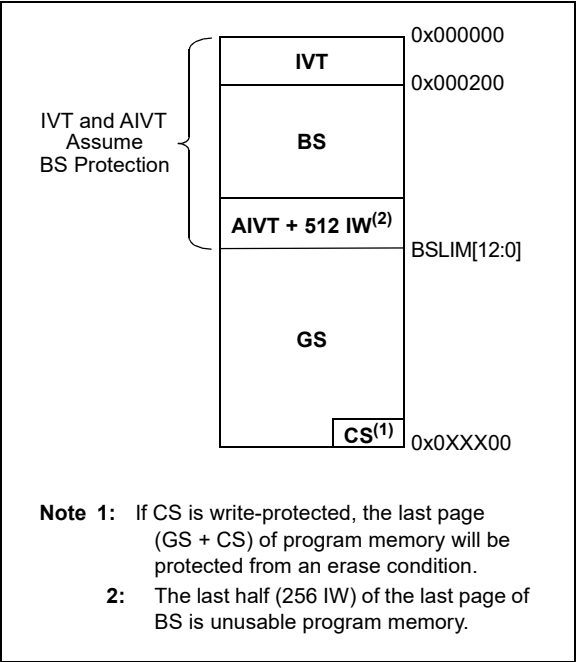 0x000000
IVT
0x000200
IVT and AIVT
Assume
BS Protection
BS
AIVT + 512 IW(2)
BSLIM[12:0]
GS
CS(1)
0x0XXX00
Note 1: If CS is write-protected, the last page
(GS + CS) of program memory will be
protected from an erase condition.
2: The last half (256 IW) of the last page of
BS is unusable program memory.